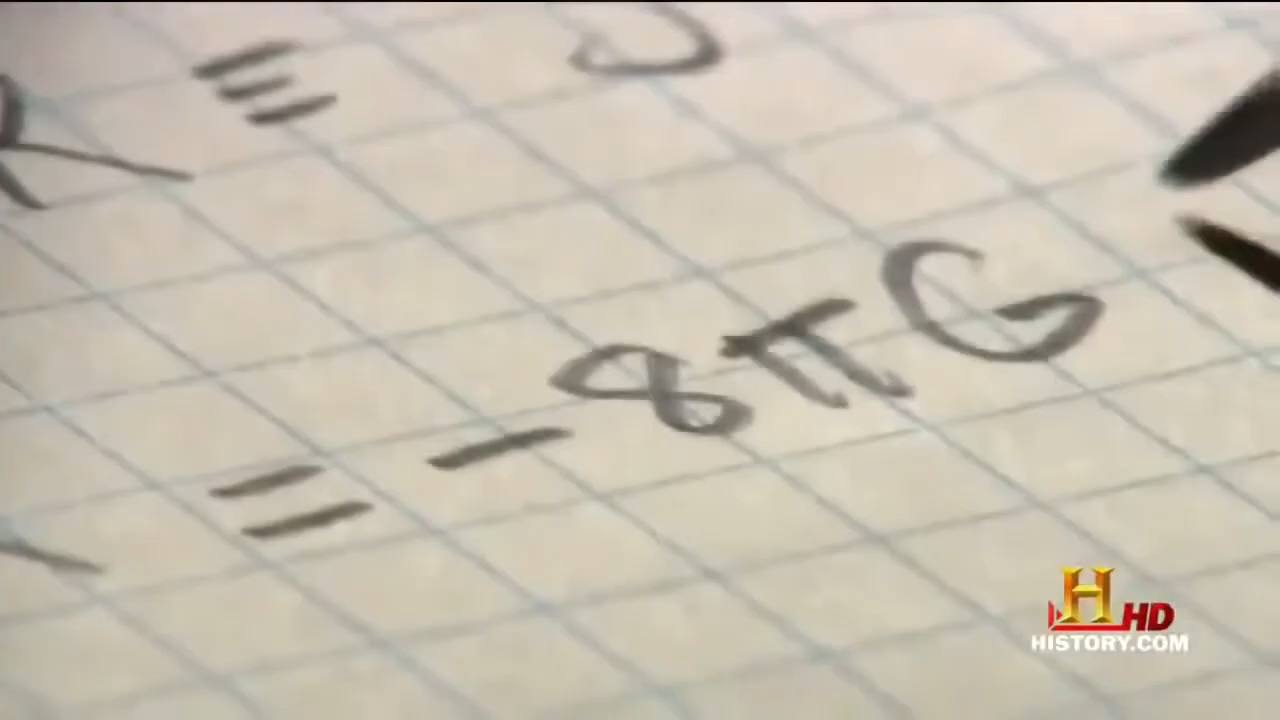 R ≡
= -8πG
H HD
HISTORY.COM